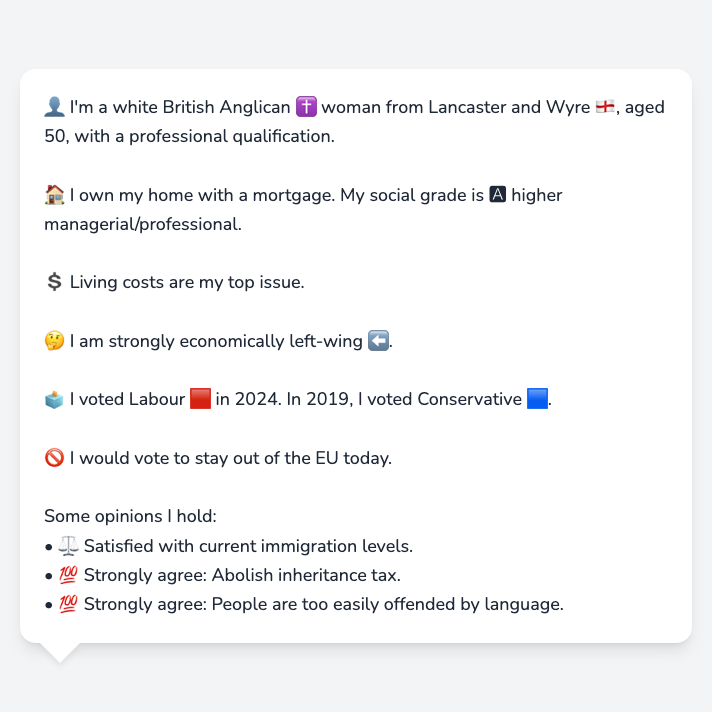 👤 I'm a white British Anglican ✝️ woman from Lancaster and Wyre 🏴󠁧󠁢󠁥󠁮󠁧󠁿, aged
50, with a professional qualification.
🏠 I own my home with a mortgage. My social grade is 🅰 higher
managerial/professional.
💲 Living costs are my top issue.
🤔 I am strongly economically left-wing ⬅️.
🗳️ I voted Labour 🟥 in 2024. In 2019, I voted Conservative 🟦.
🚫 I would vote to stay out of the EU today.
Some opinions I hold:
• ⚖️ Satisfied with current immigration levels.
• 💯 Strongly agree: Abolish inheritance tax.
• 💯 Strongly agree: People are too easily offended by language.